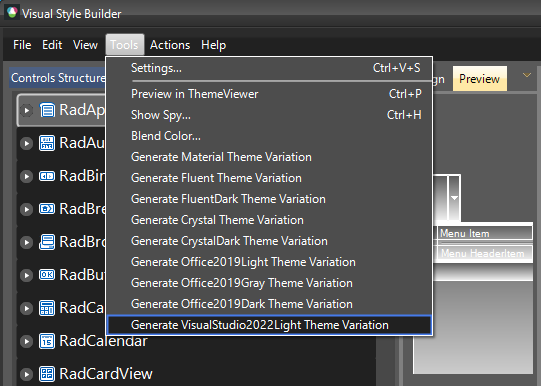 Visual Style Builder
File Edit View Tools Actions Help
Controls Structure
Preview
Settings... Ctrl+V+S
Preview in ThemeViewer Ctrl+P
Show Spy... Ctrl+H
Blend Color...
Generate Material Theme Variation
Generate Fluent Theme Variation
Generate FluentDark Theme Variation
Generate Crystal Theme Variation
Generate CrystalDark Theme Variation
Generate Office2019Light Theme Variation
Generate Office2019Gray Theme Variation
Generate Office2019Dark Theme Variation
Generate VisualStudio2022Light Theme Variation
RadAp
RadAu
RadBin
RadBre
RadBro
RadBu
RadCa
RadCalendar
RadCardView
Menu Item
Menu HeaderItem